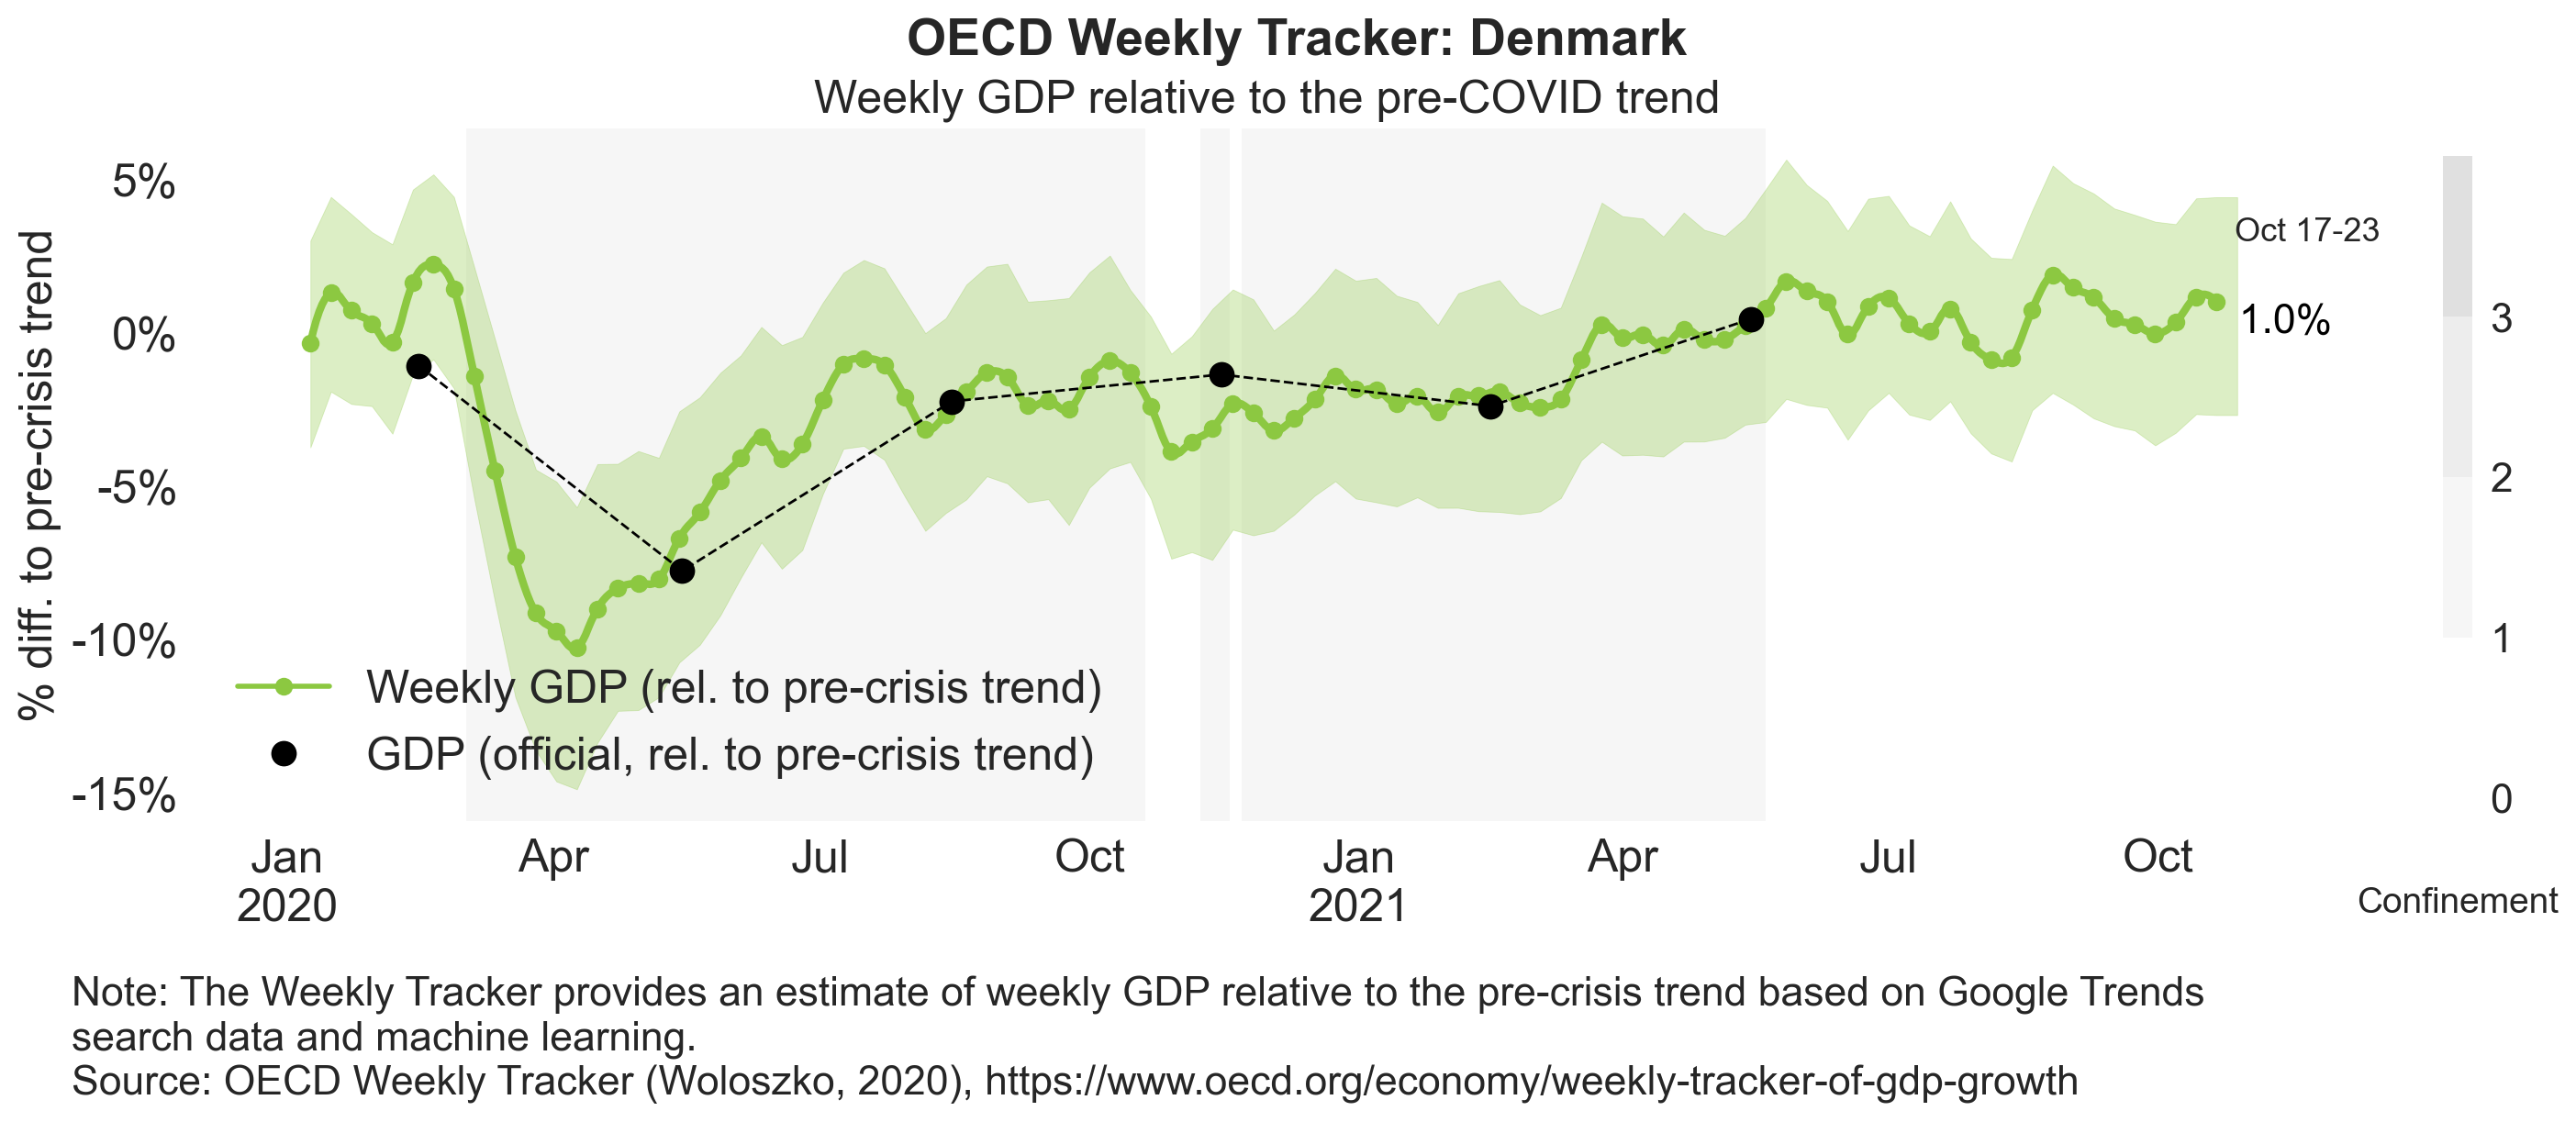 OECD Weekly Tracker: Denmark
Weekly GDP relative to the pre-COVID trend
% diff. to pre-crisis trend
5%
0%
-5%
-10%
-15%
Oct 17-23
1.0%
Weekly GDP (rel. to pre-crisis trend)
GDP (official, rel. to pre-crisis trend)
3
2
1
0
Jan Apr Jul Oct Jan Apr Jul Oct
2020 2021
Confinement
Note: The Weekly Tracker provides an estimate of weekly GDP relative to the pre-crisis trend based on Google Trends
search data and machine learning.
Source: OECD Weekly Tracker (Woloszko, 2020), https://www.oecd.org/economy/weekly-tracker-of-gdp-growth